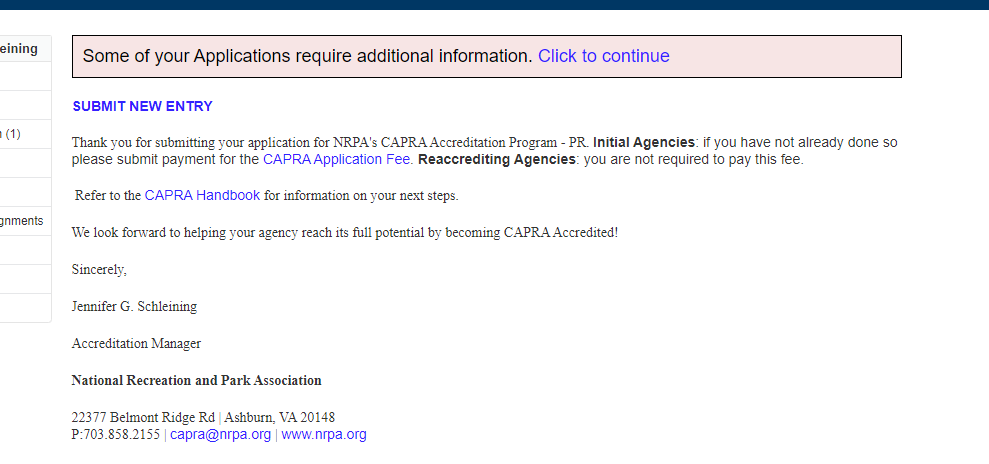 eining
Some of your Applications require additional information. Click to continue
SUBMIT NEW ENTRY
(1)
Thank you for submitting your application for NRPA's CAPRA Accreditation Program - PR. Initial Agencies: if you have not already done so
please submit payment for the CAPRA Application Fee. Reaccrediting Agencies: you are not required to pay this fee.
Refer to the CAPRA Handbook for information on your next steps.
gnments
We look forward to helping your agency reach its full potential by becoming CAPRA Accredited!
Sincerely,
Jennifer G. Schleining
Accreditation Manager
National Recreation and Park Association
22377 Belmont Ridge Rd | Ashburn, VA 20148
P:703.858.2155 | capra@nrpa.org | www.nrpa.org